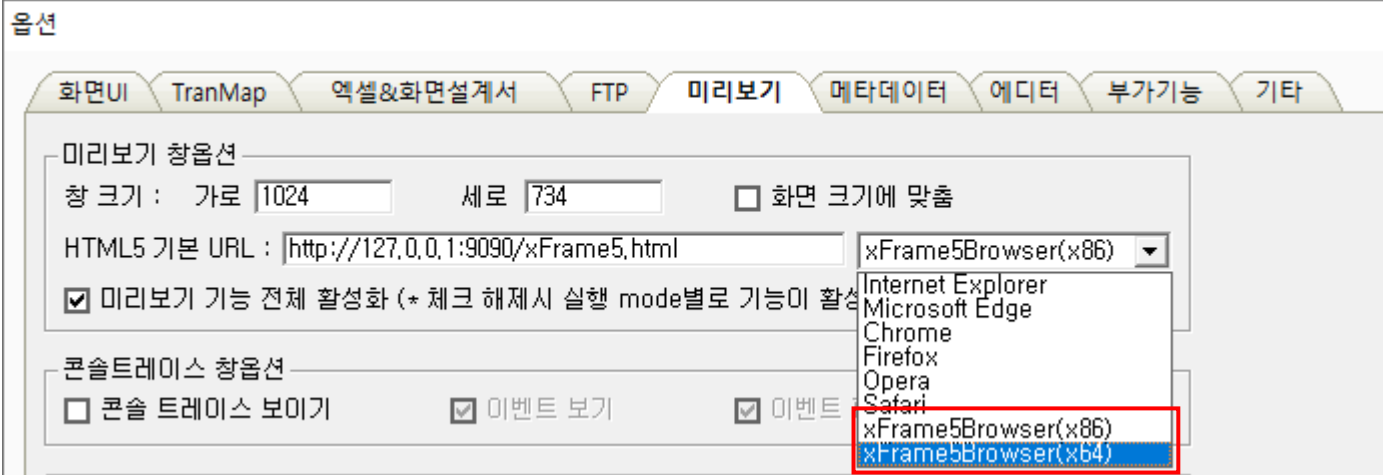 옵션
화면UI TranMap 엑셀&화면설계서 FTP 미리보기 메타데이터 에디터 부가기능 기타
미리보기 창옵션
창 크기 : 가로 1024 세로 734 화면 크기에 맞춤
HTML5 기본 URL : http://127,0,0,1:9090/xFrame5,html xFrame5Browser(x86)
미리보기 기능 전체 활성화 (* 체크 해제시 실행 mode별로 기능이
Internet Explorer
Microsoft Edge
Chrome
Firefox
Opera
Safari
xFrame5Browser(x86)
xFrame5Browser(x64)
콘솔트레이스 창옵션
콘솔 트레이스 보이기 이벤트 보기 이벤트